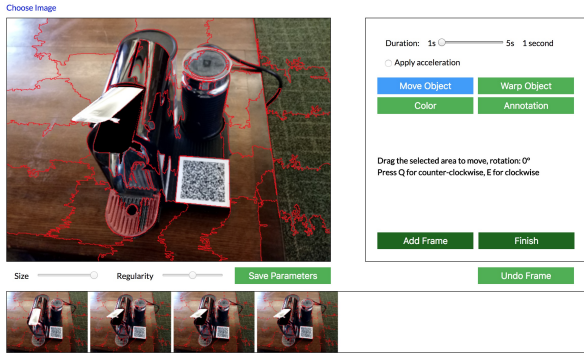 Choose Image
Duration: 1s 5s 1 second
Apply acceleration
Move Object Warp Object
Color Annotation
Drag the selected area to move, rotation: 0°
Press Q for counter-clockwise, E for clockwise
Add Frame Finish
Size Regularity Save Parameters Undo Frame